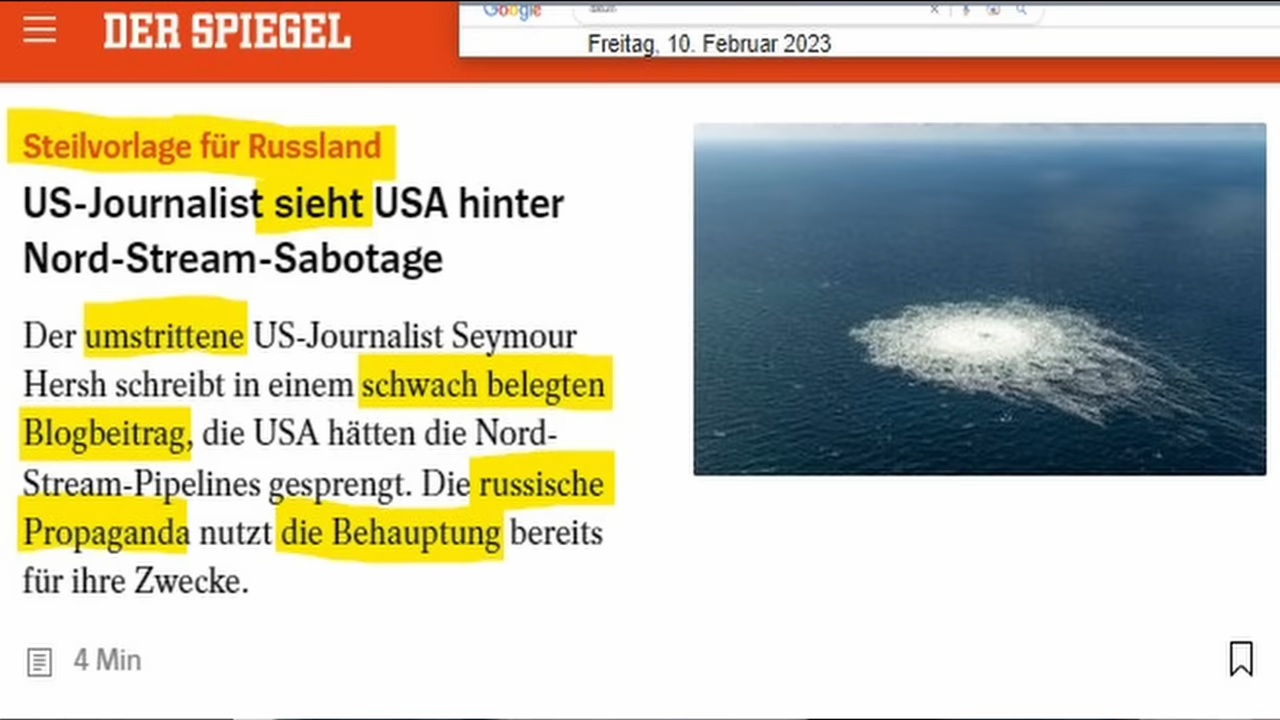 DER SPIEGEL
Google
Freitag, 10. Februar 2023
Steilvorlage für Russland
US-Journalist sieht USA hinter
Nord-Stream-Sabotage
Der umstrittene US-Journalist Seymour
Hersh schreibt in einem schwach belegten
Blogbeitrag, die USA hätten die Nord-
Stream-Pipelines gesprengt. Die russische
Propaganda nutzt die Behauptung bereits
für ihre Zwecke.
4 Min